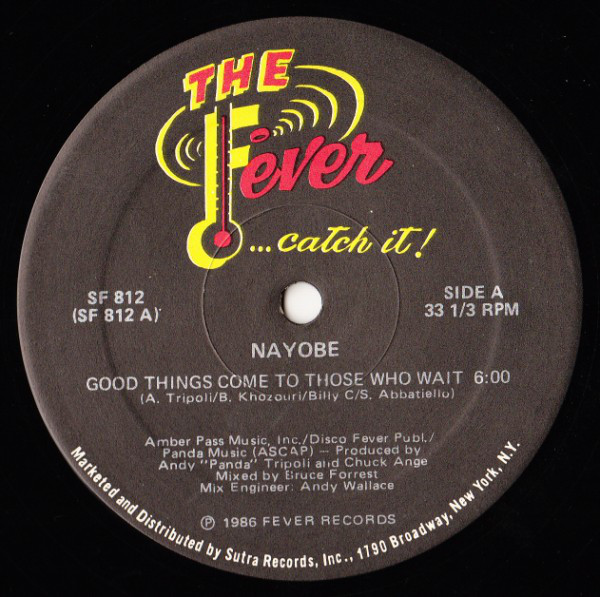 THE
Fever
...catch it!
SF 812
(SF 812 A)
SIDE A
33 1/3 RPM
NAYOBE
GOOD THINGS COME TO THOSE WHO WAIT 6:00
(A. Tripoli/B. Khozouri/Billy C/S. Abbatiello)
Amber Pass Music, Inc./Disco Fever Publ./
Panda Music (ASCAP) — Produced by
Andy "Panda" Tripoli and Chuck Ange
Mixed by Bruce Forrest
Mix Engineer: Andy Wallace
℗ 1986 FEVER RECORDS
Marketed and Distributed by Sutra Records, Inc., 1790 Broadway, New York, N.Y.